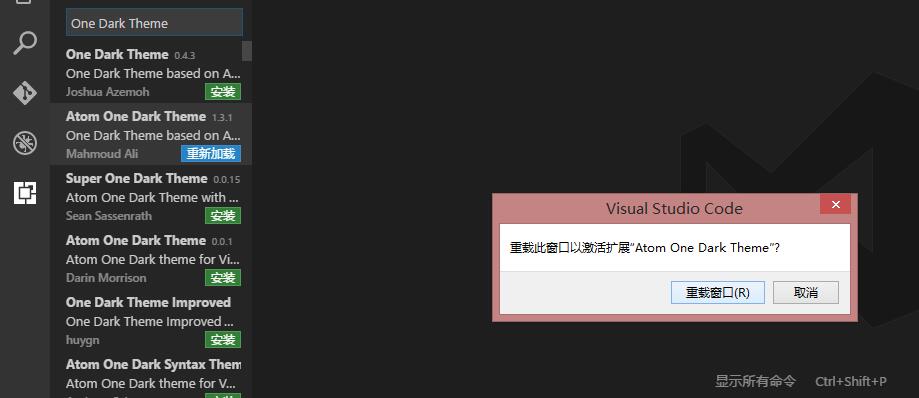 One Dark Theme
One Dark Theme 0.4.3
One Dark Theme based on A...
Joshua Azemoh 安装
Atom One Dark Theme 1.3.1
One Dark Theme based on A...
Mahmoud Ali 重新加载
Super One Dark Theme 0.0.15
Atom One Dark Theme with ...
Sean Sassenrath 安装
Atom One Dark Theme 0.0.1
Atom One Dark theme for Vi...
Darin Morrison 安装
One Dark Theme Improved
One Dark Theme Improved ...
huygn 安装
Atom One Dark Syntax Them
Atom One Dark theme for V...
Visual Studio Code
重载此窗口以激活扩展“Atom One Dark Theme”?
重载窗口(R) 取消
显示所有命令 Ctrl+Shift+P